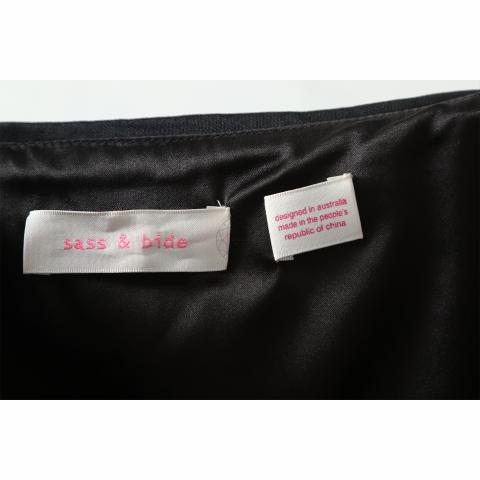 sass & bide
designed in australia
made in the people's
republic of china